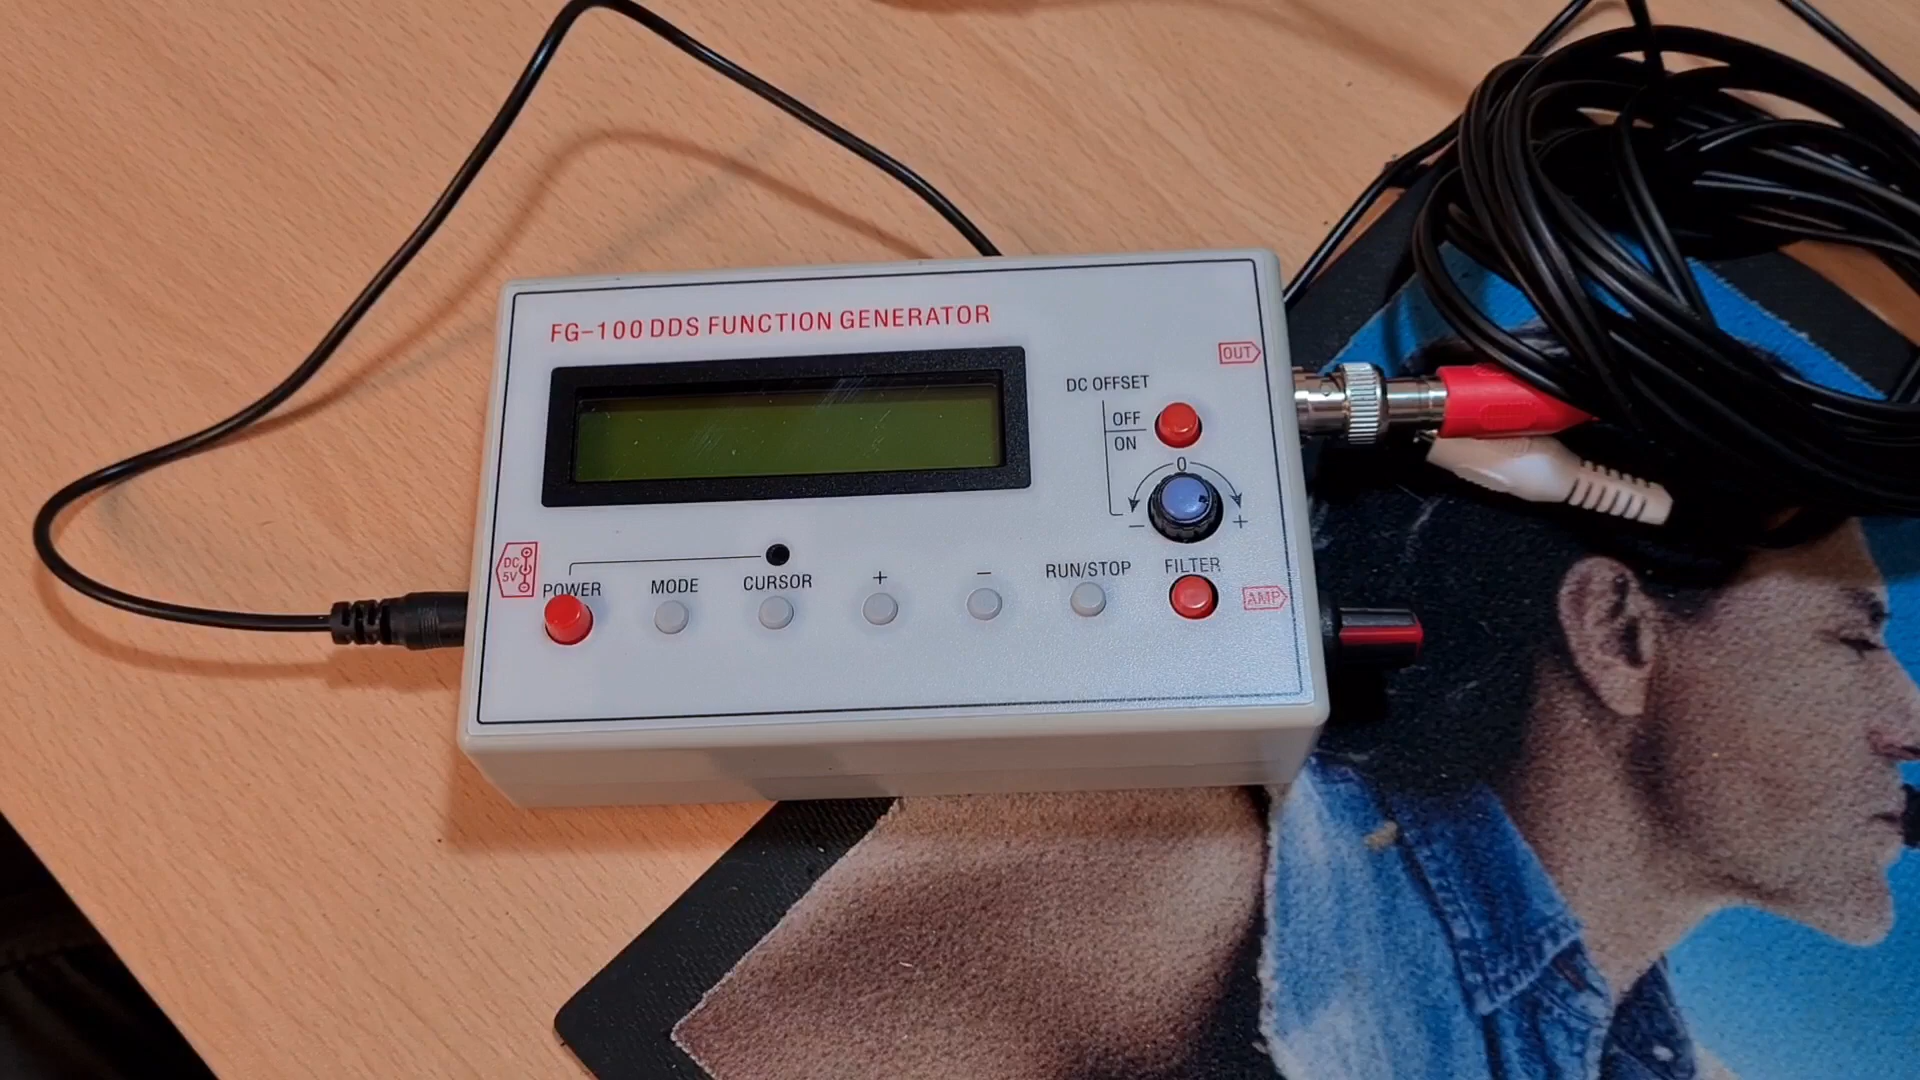 FG-100 DDS FUNCTION GENERATOR
OUT
DC OFFSET
OFF
ON
0
- +
DC
5V
POWER
MODE
CURSOR
+
-
RUN/STOP
FILTER
AMP